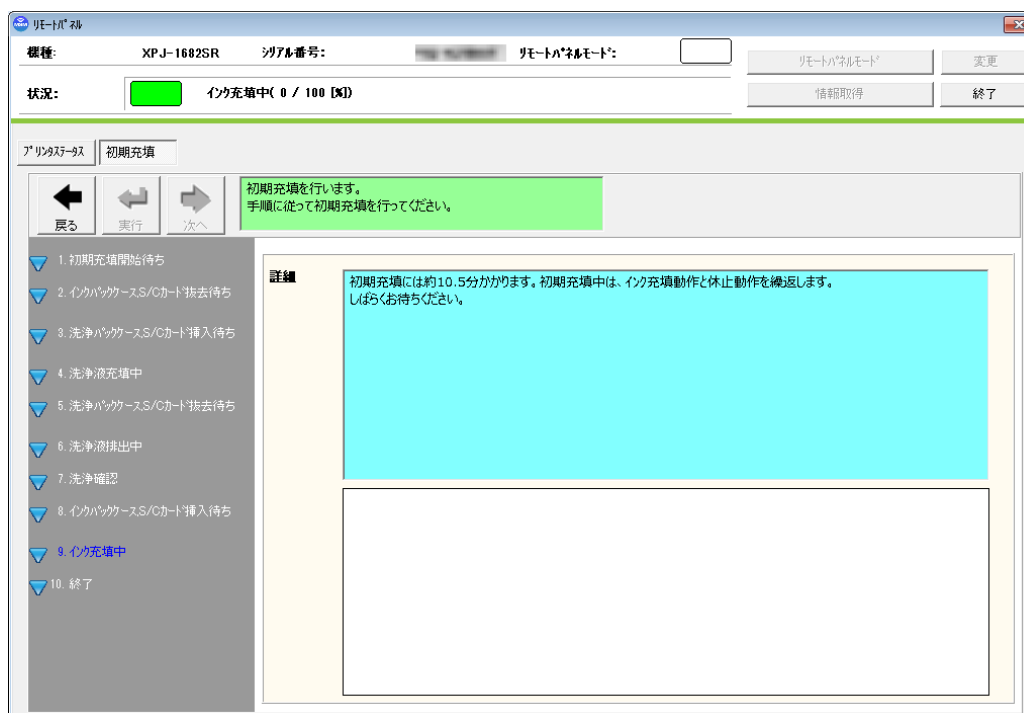 リモートパネル
機種: XPJ-1682SR シリアル番号: リモートパネルモード:
リモートパネルモード 変更
状況: インク充填中( 0 / 100 [%])
情報取得 終了
プリンタステータス 初期充填
戻る 実行 次へ
初期充填を行います。
手順に従って初期充填を行ってください。
1. 初期充填開始待ち
2. インクパックケース,S/Cカード抜去待ち
3. 洗浄パックケース,S/Cカード挿入待ち
4. 洗浄液充填中
5. 洗浄パックケース,S/Cカード抜去待ち
6. 洗浄液排出中
7. 洗浄確認
8. インクパックケース,S/Cカード挿入待ち
9. インク充填中
10. 終了
詳細
初期充填には約10.5分かかります。初期充填中は、インク充填動作と休止動作を繰返します。
しばらくお待ちください。